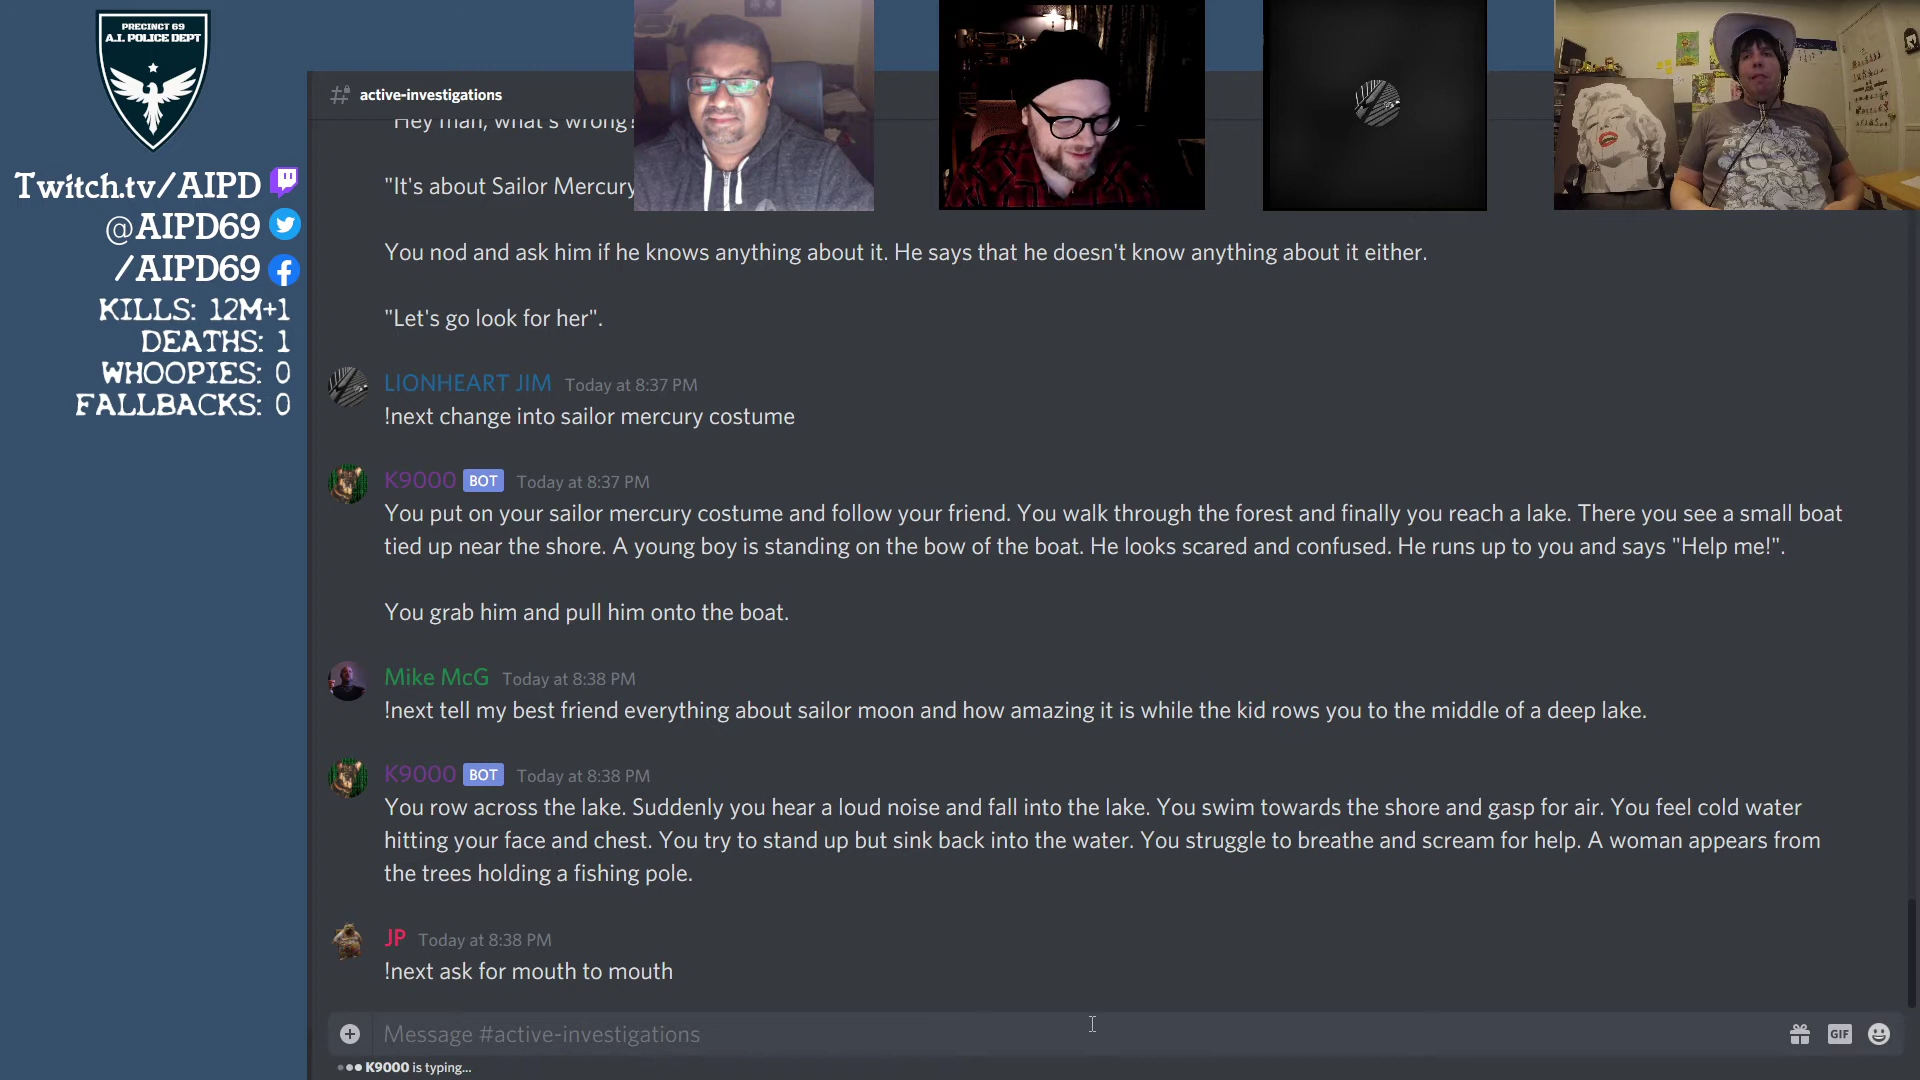 PRECINCT 69
A.I. POLICE DEPT
Twitch.tv/AIPD
@AIPD69
/AIPD69
KILLS: 12M+1
DEATHS: 1
WHOOPIES: 0
FALLBACKS: 0
active-investigations
"Hey man, what's wrong?
"It's about Sailor Mercury
You nod and ask him if he knows anything about it. He says that he doesn't know anything about it either.
"Let's go look for her".
LIONHEART JIM Today at 8:37 PM
!next change into sailor mercury costume
K9000 BOT Today at 8:37 PM
You put on your sailor mercury costume and follow your friend. You walk through the forest and finally you reach a lake. There you see a small boat
tied up near the shore. A young boy is standing on the bow of the boat. He looks scared and confused. He runs up to you and says "Help me!".
You grab him and pull him onto the boat.
Mike McG Today at 8:38 PM
!next tell my best friend everything about sailor moon and how amazing it is while the kid rows you to the middle of a deep lake.
K9000 BOT Today at 8:38 PM
You row across the lake. Suddenly you hear a loud noise and fall into the lake. You swim towards the shore and gasp for air. You feel cold water
hitting your face and chest. You try to stand up but sink back into the water. You struggle to breathe and scream for help. A woman appears from
the trees holding a fishing pole.
JP Today at 8:38 PM
!next ask for mouth to mouth
Message #active-investigations
GIF
K9000 is typing...